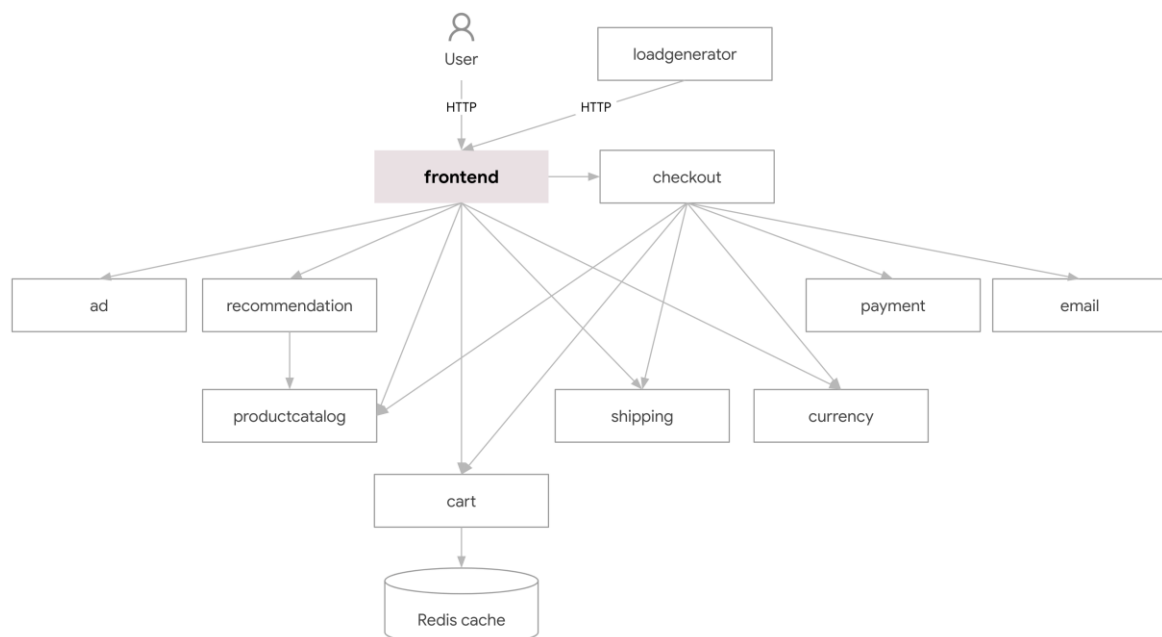 User
loadgenerator
HTTP
HTTP
frontend
checkout
ad
recommendation
payment
email
productcatalog
shipping
currency
cart
Redis cache